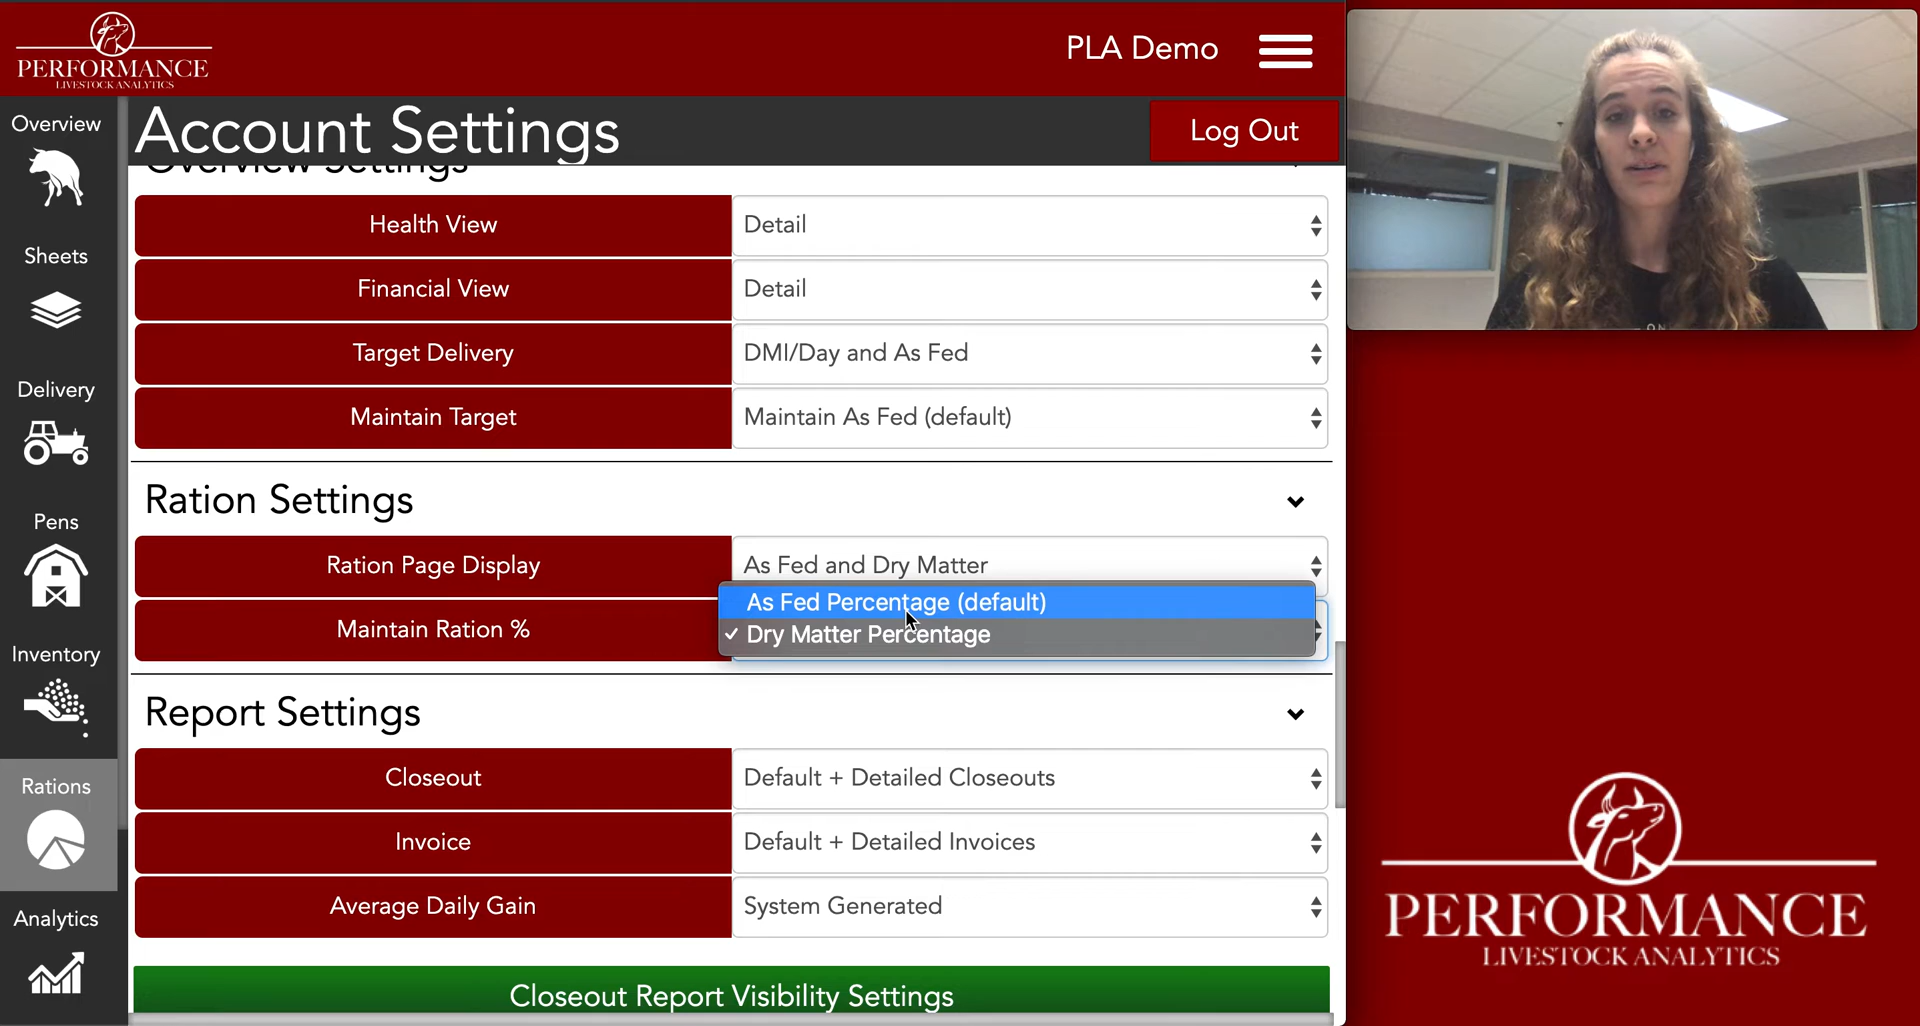 PERFORMANCE
LIVESTOCK ANALYTICS
PLA Demo
Account Settings
Log Out
Overview
Sheets
Delivery
Pens
Inventory
Rations
Analytics
Overview Settings
Health View
Detail
Financial View
Detail
Target Delivery
DMI/Day and As Fed
Maintain Target
Maintain As Fed (default)
Ration Settings
Ration Page Display
As Fed and Dry Matter
Maintain Ration %
As Fed Percentage (default)
✓ Dry Matter Percentage
Report Settings
Closeout
Default + Detailed Closeouts
Invoice
Default + Detailed Invoices
Average Daily Gain
System Generated
Closeout Report Visibility Settings
ON
PERFORMANCE
LIVESTOCK ANALYTICS